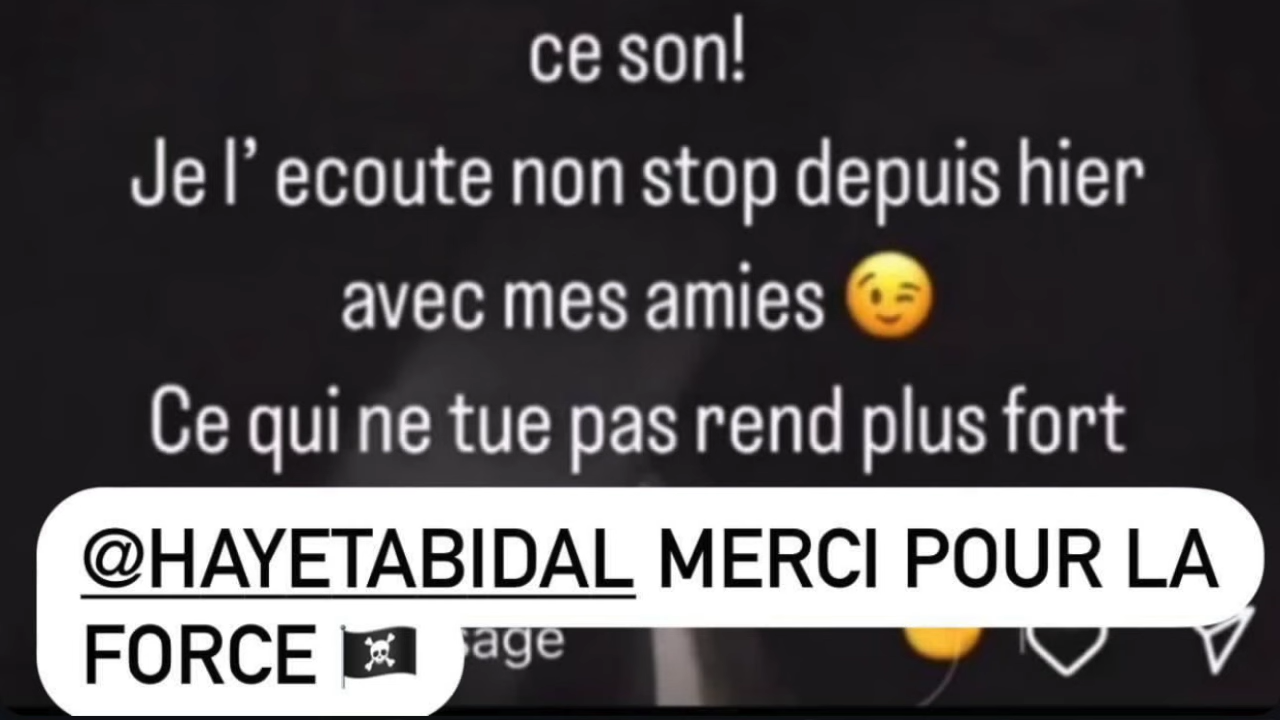 ce son!
Je l’ ecoute non stop depuis hier
avec mes amies 😉
Ce qui ne tue pas rend plus fort
@HAYETABIDAL MERCI POUR LA
FORCE 🏴‍☠️